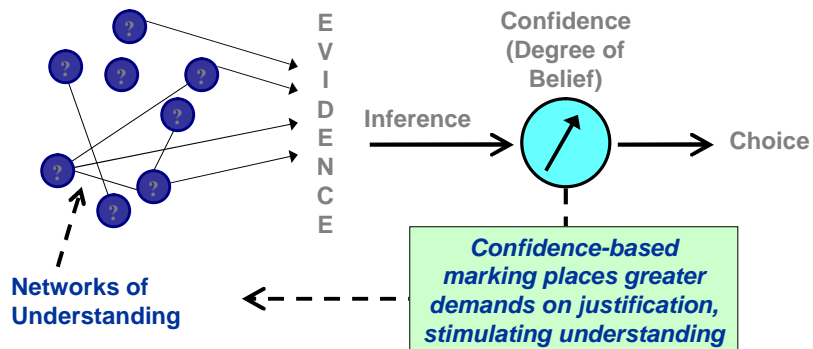 ?
?
?
?
?
?
?
?
EVIDENCE
Inference
Confidence
(Degree of
Belief)
Choice
Networks of
Understanding
Confidence-based
marking places greater
demands on justification,
stimulating understanding